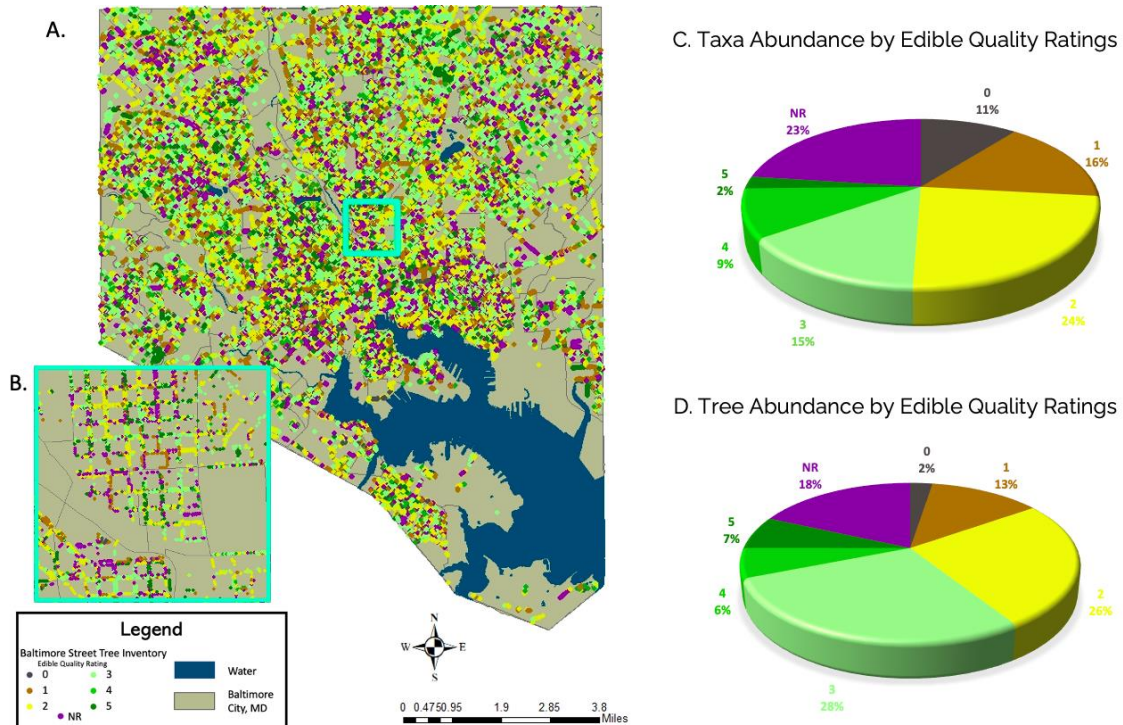 A.
B.
Legend
Baltimore Street Tree Inventory
Edible Quality Rating
0
1
2
3
4
5
NR
Water
Baltimore
City, MD
N
W E
S
0 0.4750.95 1.9 2.85 3.8
Miles
C. Taxa Abundance by Edible Quality Ratings
0
11%
1
16%
2
24%
3
15%
4
9%
5
2%
NR
23%
D. Tree Abundance by Edible Quality Ratings
0
2%
1
13%
2
26%
3
28%
4
6%
5
7%
NR
18%